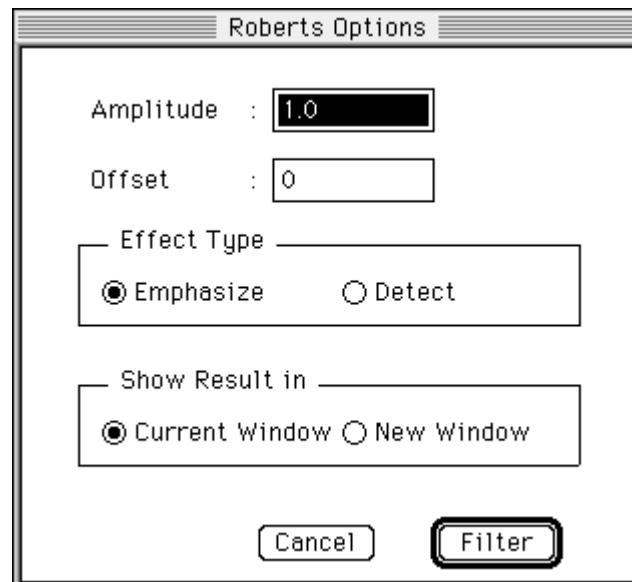 Roberts Options
Amplitude : 1.0
Offset : 0
Effect Type
Emphasize Detect
Show Result in
Current Window New Window
Cancel Filter